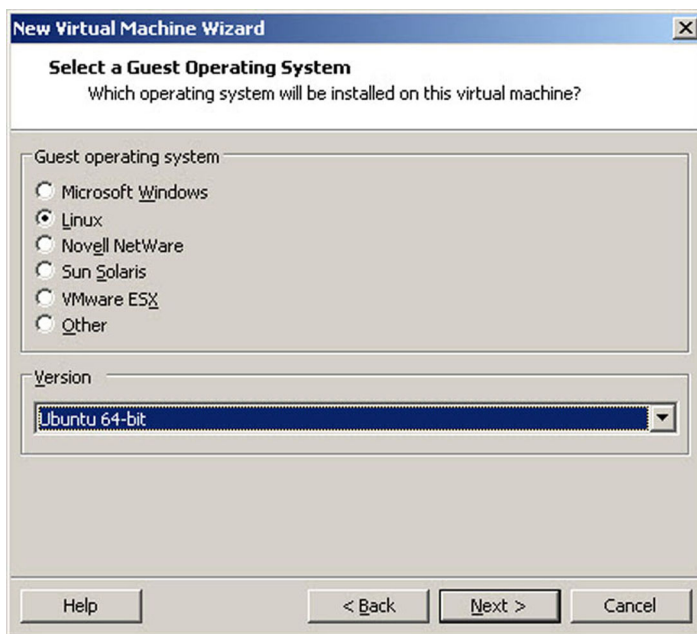 New Virtual Machine Wizard
Select a Guest Operating System
Which operating system will be installed on this virtual machine?
Guest operating system
Microsoft Windows
Linux
Novell NetWare
Sun Solaris
VMware ESX
Other
Version
Ubuntu 64-bit
Help
< Back
Next >
Cancel